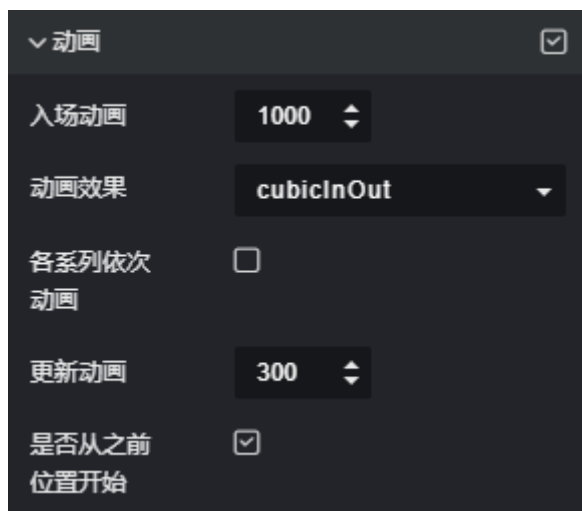 动画
入场动画 1000
动画效果 cubicInOut
各系列依次
动画
更新动画 300
是否从之前
位置开始